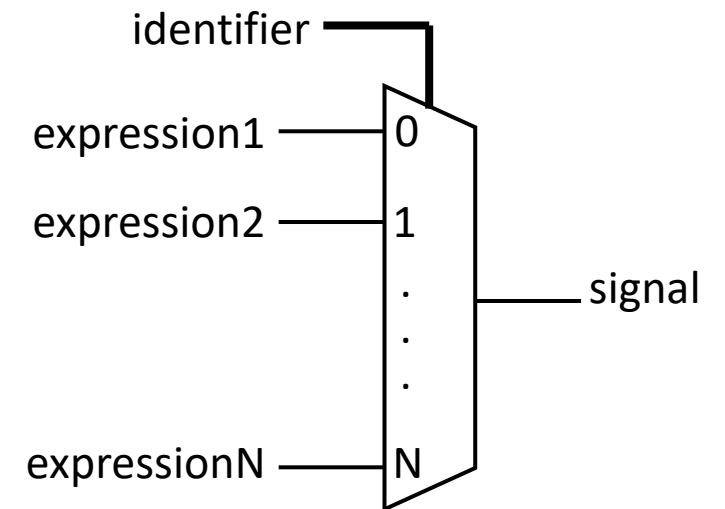 identifier
expression1
0
expression2
1
.
.
.
signal
expressionN
N